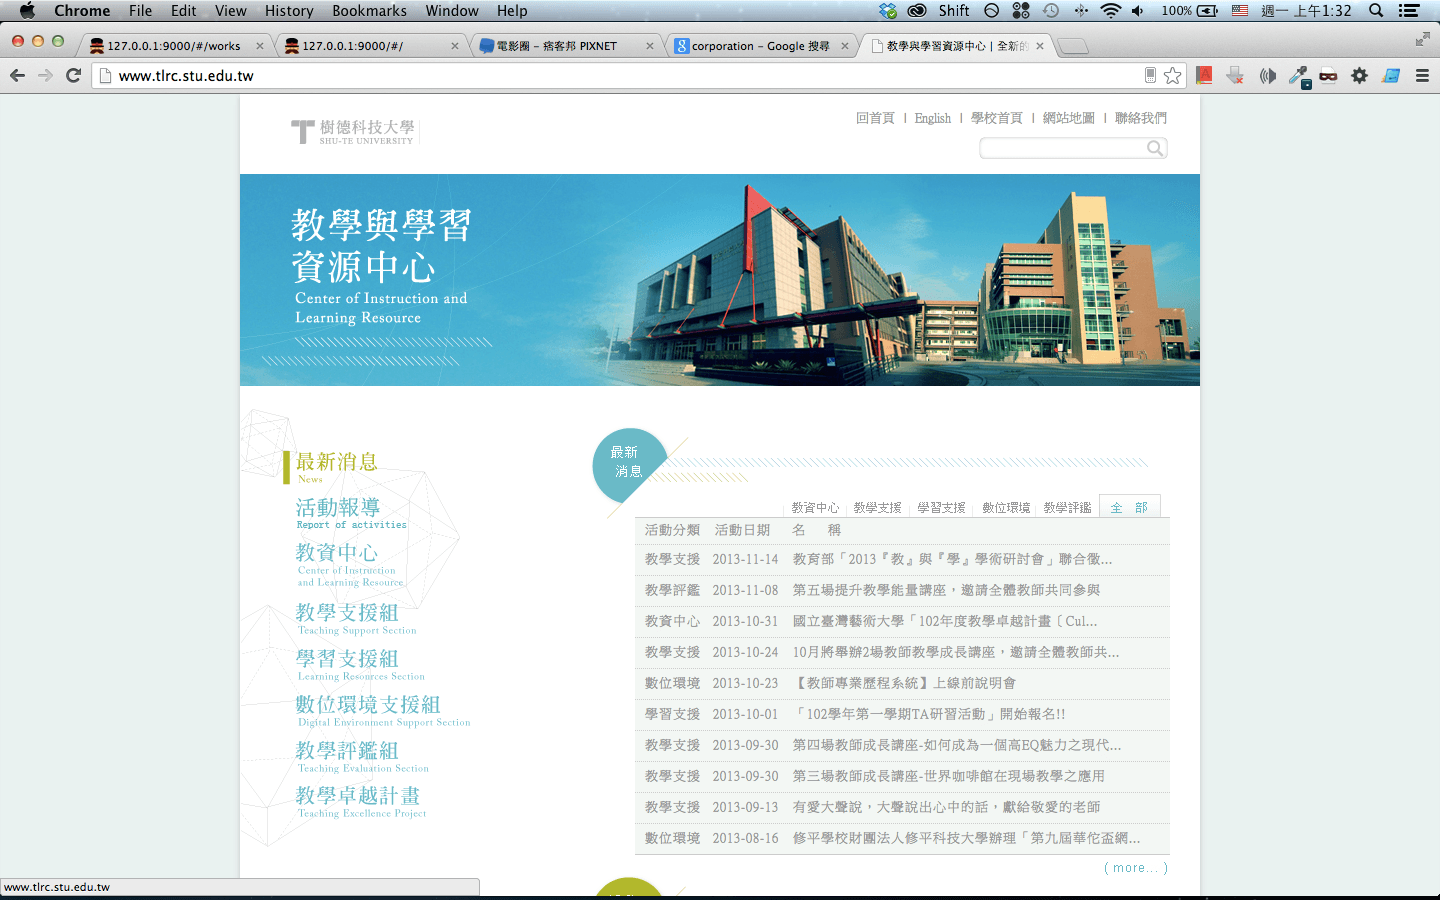 Chrome File Edit View History Bookmarks Window Help Shift 100% 週一 上午1:32
127.0.0.1:9000/#/works 127.0.0.1:9000/#/ 電影圈 - 痞客邦 PIXNET corporation - Google 搜尋 教學與學習資源中心 | 全新的
www.tlrc.stu.edu.tw
樹德科技大學
SHU-TE UNIVERSITY
回首頁 | English | 學校首頁 | 網站地圖 | 聯絡我們
教學與學習
資源中心
Center of Instruction and
Learning Resource
最新消息
News
活動報導
Report of activities
教資中心
Center of Instruction
and Learning Resource
教學支援組
Teaching Support Section
學習支援組
Learning Resources Section
數位環境支援組
Digital Environment Support Section
教學評鑑組
Teaching Evaluation Section
教學卓越計畫
Teaching Excellence Project
最新
消息
教資中心 教學支援 學習支援 數位環境 教學評鑑 全 部
活動分類 活動日期 名 稱
教學支援 2013-11-14 教育部「2013『教』與『學』學術研討會」聯合徵...
教學評鑑 2013-11-08 第五場提升教學能量講座，邀請全體教師共同參與
教資中心 2013-10-31 國立臺灣藝術大學「102年度教學卓越計畫〔Cul...
教學支援 2013-10-24 10月將舉辦2場教師教學成長講座，邀請全體教師共...
數位環境 2013-10-23 【教師專業歷程系統】上線前說明會
學習支援 2013-10-01 「102學年第一學期TA研習活動」開始報名!!
教學支援 2013-09-30 第四場教師成長講座-如何成為一個高EQ魅力之現代...
教學支援 2013-09-30 第三場教師成長講座-世界咖啡館在現場教學之應用
教學支援 2013-09-13 有愛大聲說，大聲說出心中的話，獻給敬愛的老師
數位環境 2013-08-16 修平學校財團法人修平科技大學辦理「第九屆華佗盃網...
( more... )
www.tlrc.stu.edu.tw